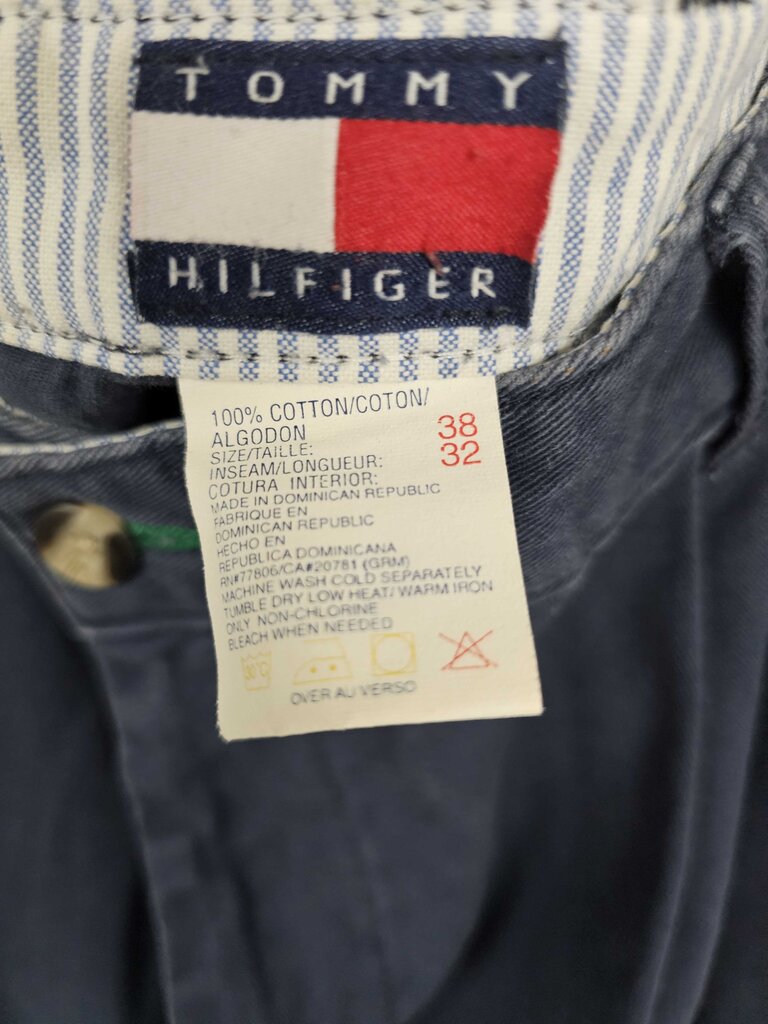 TOMMY
HILFIGER
100% COTTON/COTON/
ALGODON
SIZE/TAILLE: 38
INSEAM/LONGUEUR: 32
COTURA INTERIOR:
MADE IN DOMINICAN REPUBLIC
FABRIQUE EN
DOMINICAN REPUBLIC
HECHO EN
REPUBLICA DOMINICANA
RN#77806/CA#20781 (GRM)
MACHINE WASH COLD SEPARATELY
TUMBLE DRY LOW HEAT/ WARM IRON
ONLY NON-CHLORINE
BLEACH WHEN NEEDED
30°C
OVER AU VERSO